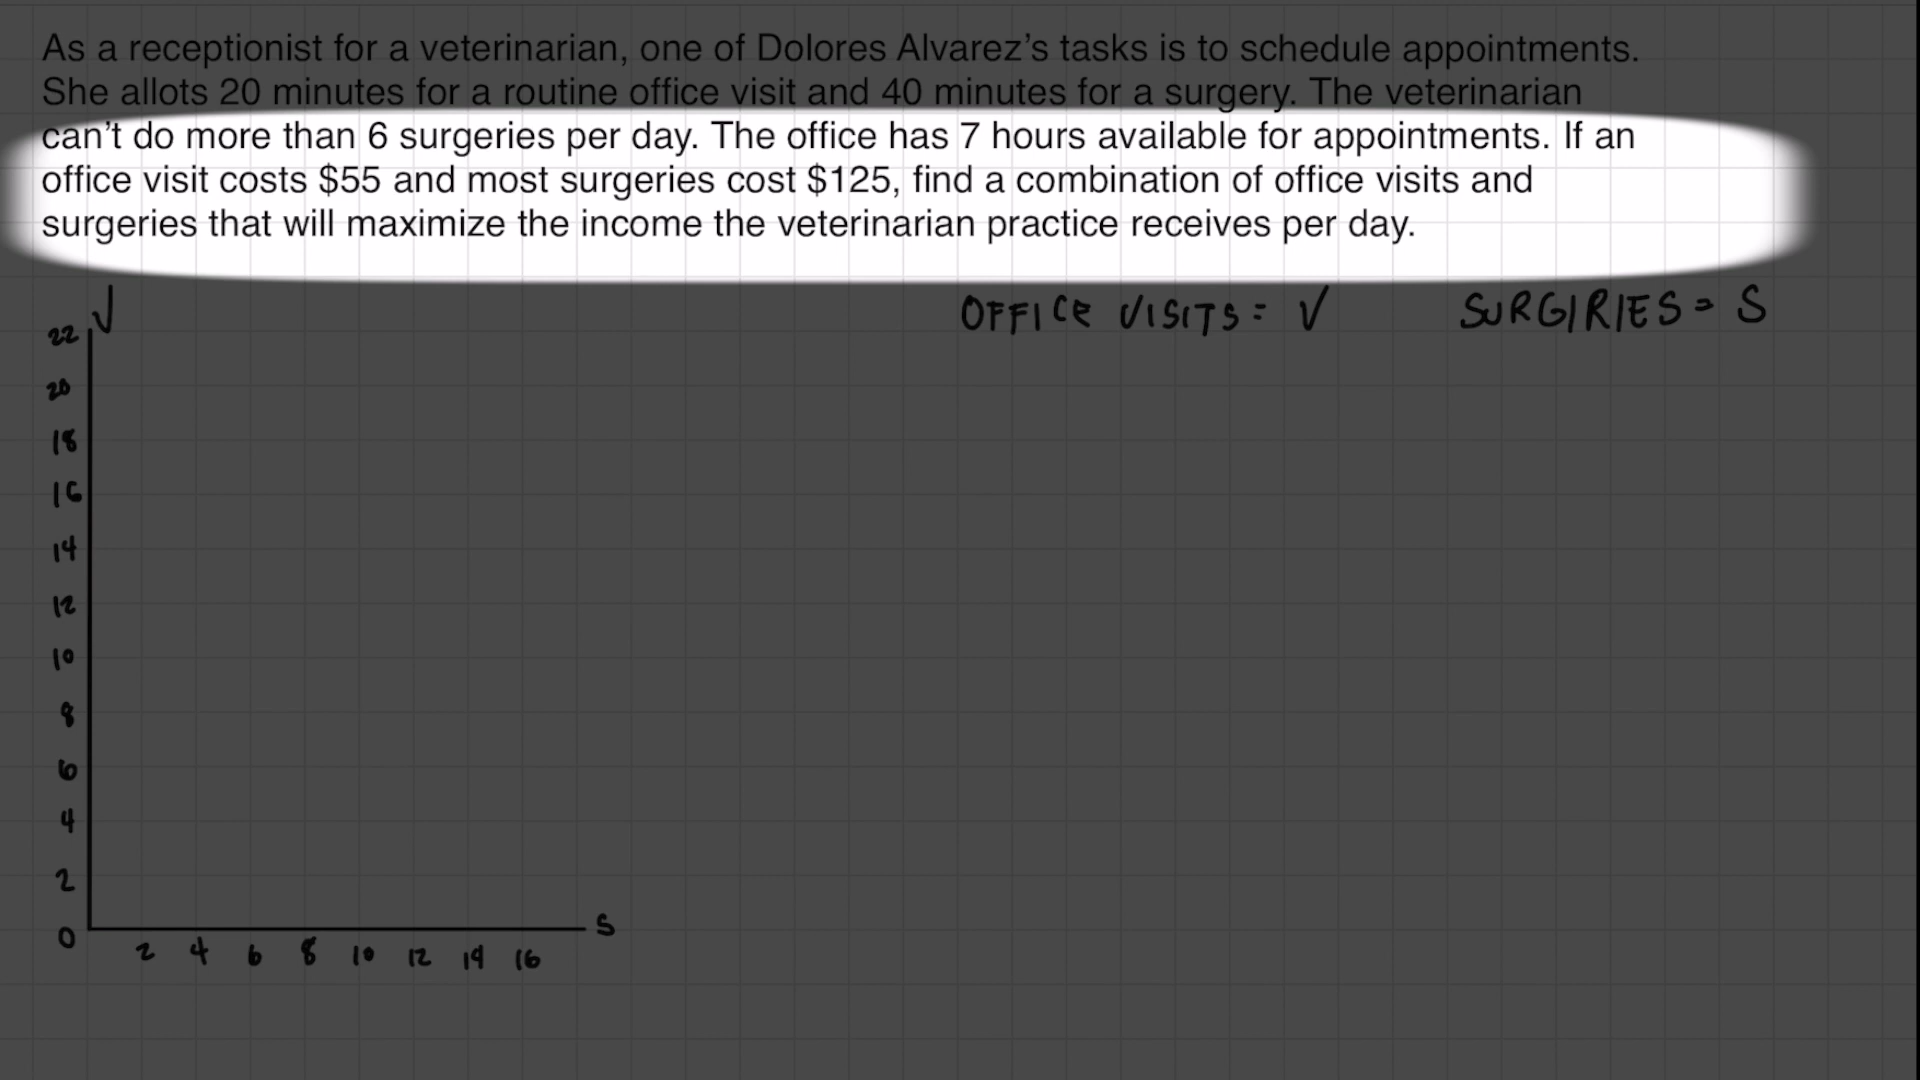 As a receptionist for a veterinarian, one of Dolores Alvarez’s tasks is to schedule appointments.
She allots 20 minutes for a routine office visit and 40 minutes for a surgery. The veterinarian
can’t do more than 6 surgeries per day. The office has 7 hours available for appointments. If an
office visit costs $55 and most surgeries cost $125, find a combination of office visits and
surgeries that will maximize the income the veterinarian practice receives per day.
OFFICE VISITS = V SURGIRIES = S
V
22
20
18
16
14
12
10
8
6
4
2
0
S
2 4 6 8 10 12 14 16